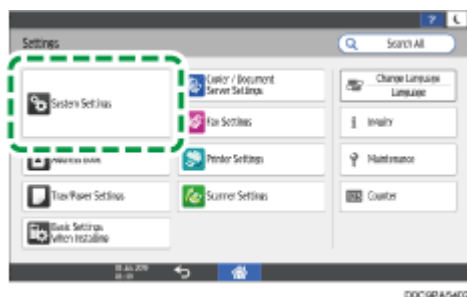 Settings
Search All
System Settings
Copier / Document
Server Settings
Change Language
Language
Fax Settings
Inquiry
Address Book
Printer Settings
Maintenance
Tray/Paper Settings
Scanner Settings
Counter
Basic Settings
When Installing